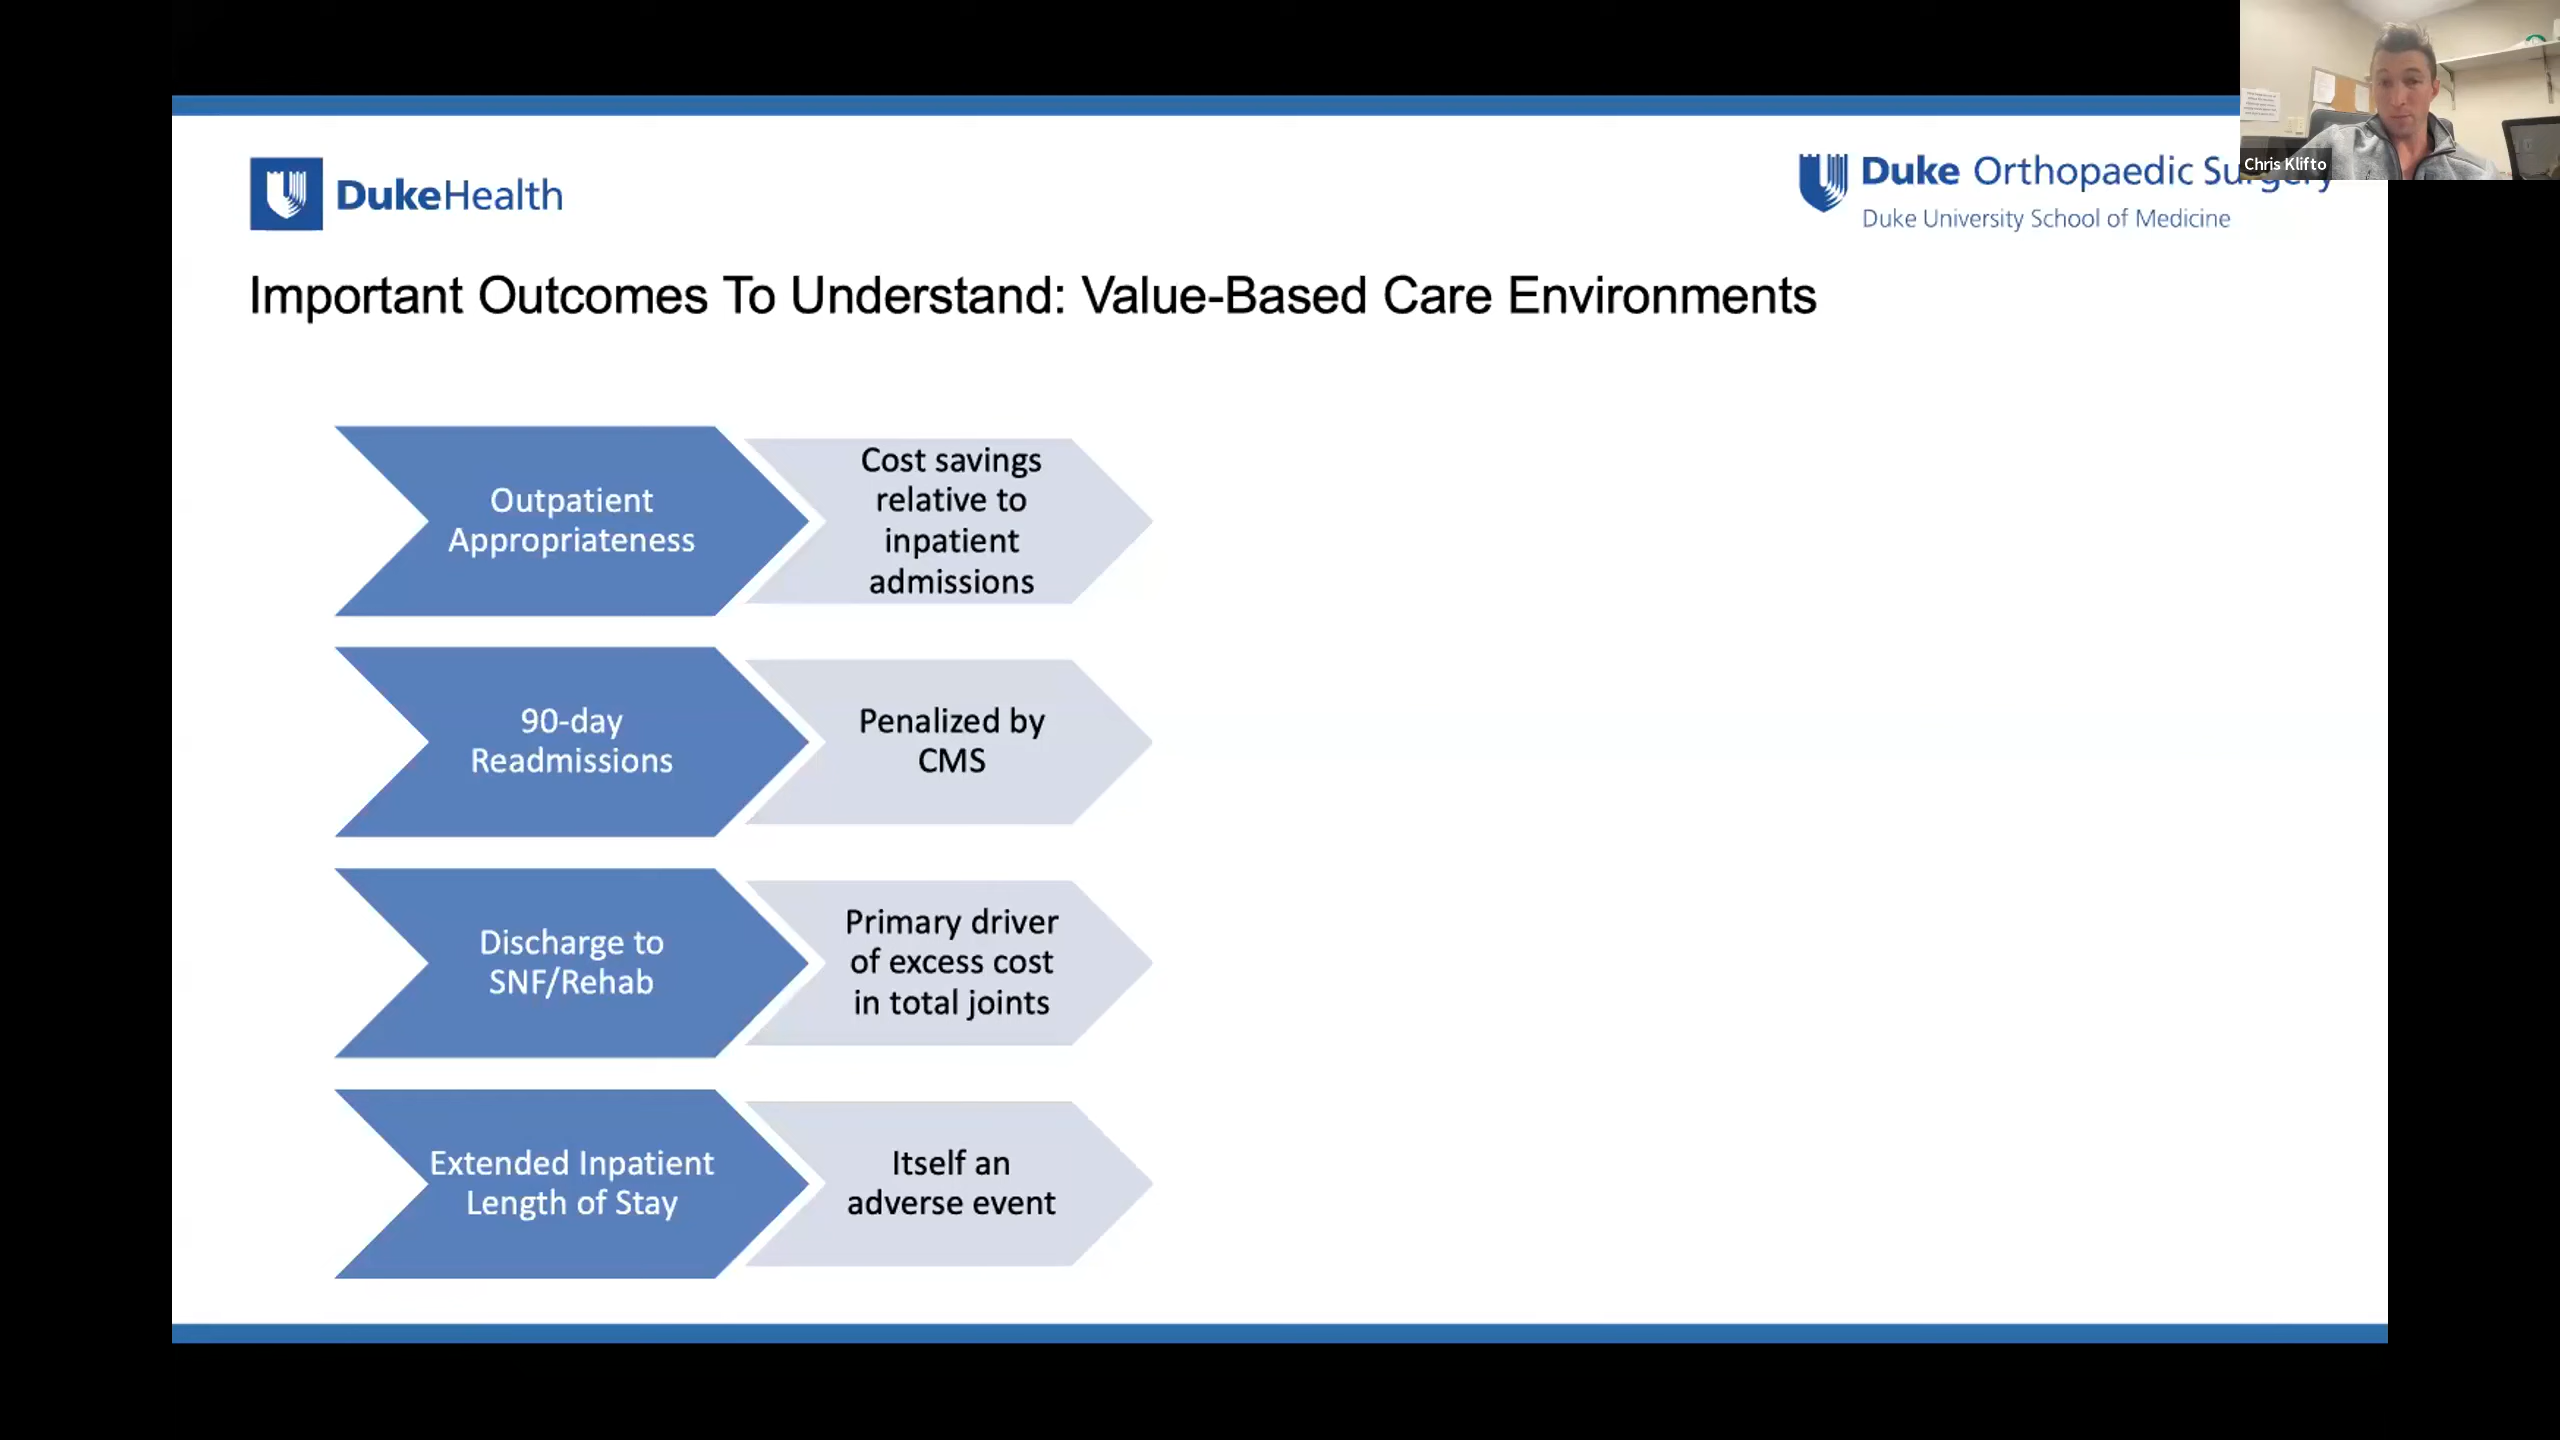 DukeHealth
Duke Orthopaedic Surgery
Duke University School of Medicine
Chris Klifto
Important Outcomes To Understand: Value-Based Care Environments
Outpatient
Appropriateness
Cost savings
relative to
inpatient
admissions
90-day
Readmissions
Penalized by
CMS
Discharge to
SNF/Rehab
Primary driver
of excess cost
in total joints
Extended Inpatient
Length of Stay
Itself an
adverse event